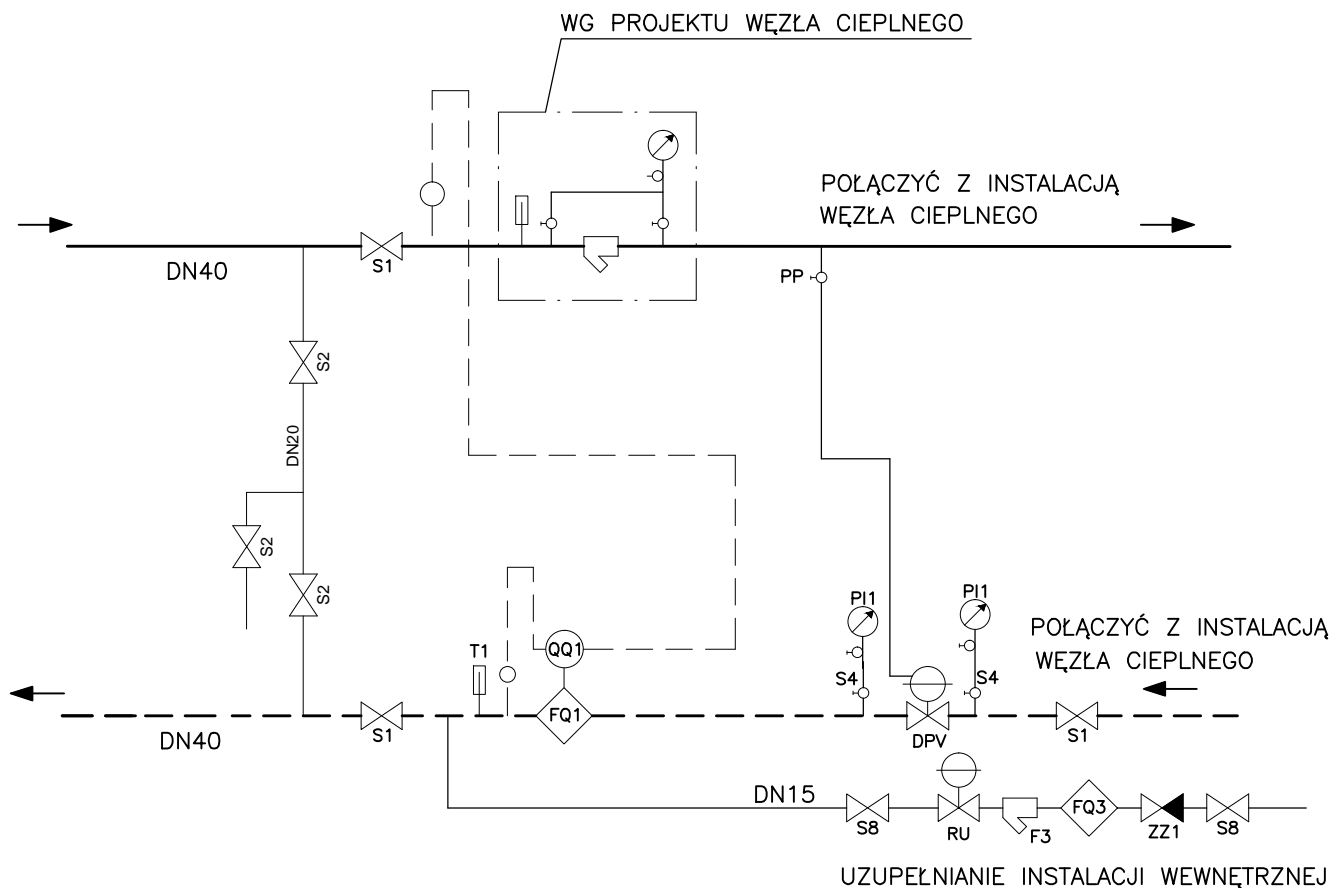 WG PROJEKTU WĘZŁA CIEPLNEGO
POŁĄCZYĆ Z INSTALACJĄ
WĘZŁA CIEPLNEGO
DN40
S1
PP
S2
DN20
S2
S2
PI1
PI1
POŁĄCZYĆ Z INSTALACJĄ
WĘZŁA CIEPLNEGO
T1
QQ1
S4
S4
FQ1
DN40
S1
DPV
S1
DN15
FQ3
S8
RU
F3
ZZ1
S8
UZUPEŁNIANIE INSTALACJI WEWNĘTRZNEJ